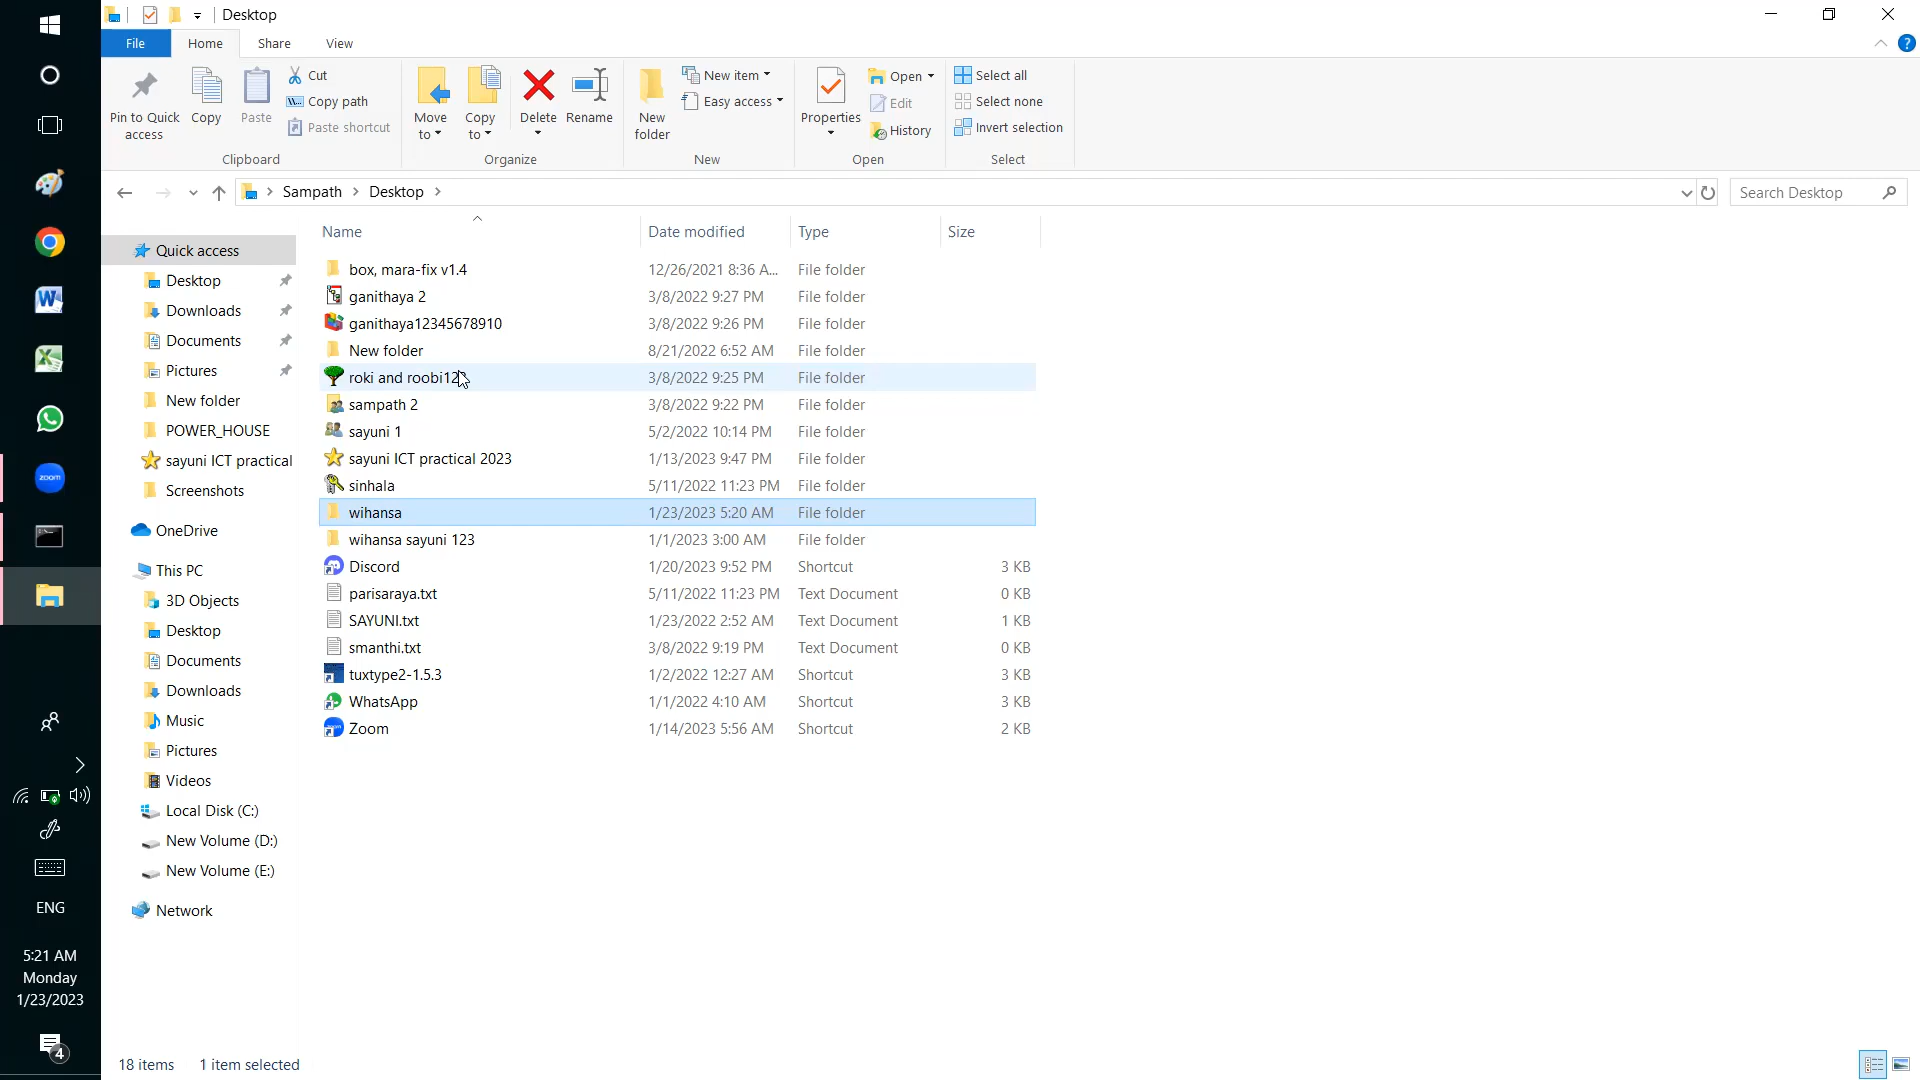 Desktop
File Home Share View
Pin to Quick access
Copy
Paste
Cut
Copy path
Paste shortcut
Clipboard
Move to
Copy to
Delete
Rename
Organize
New folder
New item
Easy access
New
Properties
Open
Edit
History
Open
Select all
Select none
Invert selection
Select
Sampath Desktop
Search Desktop
Quick access
Desktop
Downloads
Documents
Pictures
New folder
POWER_HOUSE
sayuni ICT practical
Screenshots
OneDrive
This PC
3D Objects
Desktop
Documents
Downloads
Music
Pictures
Videos
Local Disk (C:)
New Volume (D:)
New Volume (E:)
Network
Name Date modified Type Size
box, mara-fix v1.4 12/26/2021 8:36 A... File folder
ganithaya 2 3/8/2022 9:27 PM File folder
ganithaya12345678910 3/8/2022 9:26 PM File folder
New folder 8/21/2022 6:52 AM File folder
roki and roobi123 3/8/2022 9:25 PM File folder
sampath 2 3/8/2022 9:22 PM File folder
sayuni 1 5/2/2022 10:14 PM File folder
sayuni ICT practical 2023 1/13/2023 9:47 PM File folder
sinhala 5/11/2022 11:23 PM File folder
wihansa 1/23/2023 5:20 AM File folder
wihansa sayuni 123 1/1/2023 3:00 AM File folder
Discord 1/20/2023 9:52 PM Shortcut 3 KB
parisaraya.txt 5/11/2022 11:23 PM Text Document 0 KB
SAYUNI.txt 1/23/2022 2:52 AM Text Document 1 KB
smanthi.txt 3/8/2022 9:19 PM Text Document 0 KB
tuxtype2-1.5.3 1/2/2022 12:27 AM Shortcut 3 KB
WhatsApp 1/1/2022 4:10 AM Shortcut 3 KB
Zoom 1/14/2023 5:56 AM Shortcut 2 KB
18 items 1 item selected
zoom
ENG
5:21 AM
Monday
1/23/2023
4